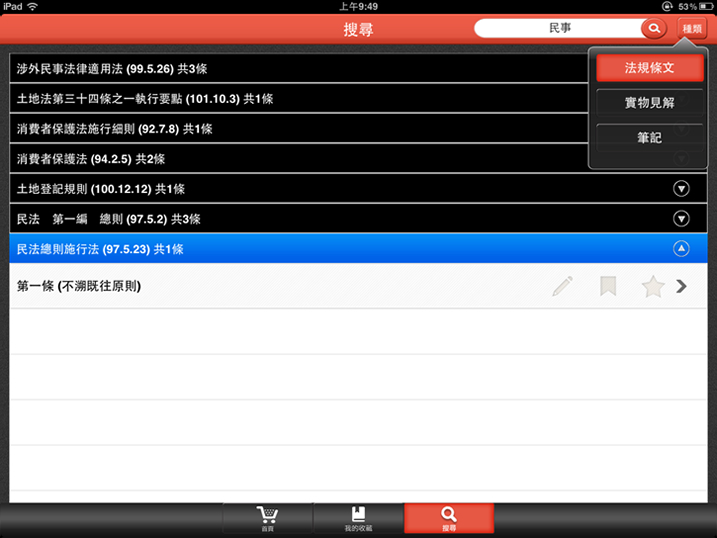 iPad 上午9:49 53%
搜尋 民事 種類
涉外民事法律適用法 (99.5.26) 共3條
土地法第三十四條之一執行要點 (101.10.3) 共1條
消費者保護法施行細則 (92.7.8) 共1條
消費者保護法 (94.2.5) 共2條
土地登記規則 (100.12.12) 共1條
民法 第一編 總則 (97.5.2) 共3條
民法總則施行法 (97.5.23) 共1條
第一條 (不溯既往原則)
法規條文
實物見解
筆記
首頁 我的收藏 搜尋